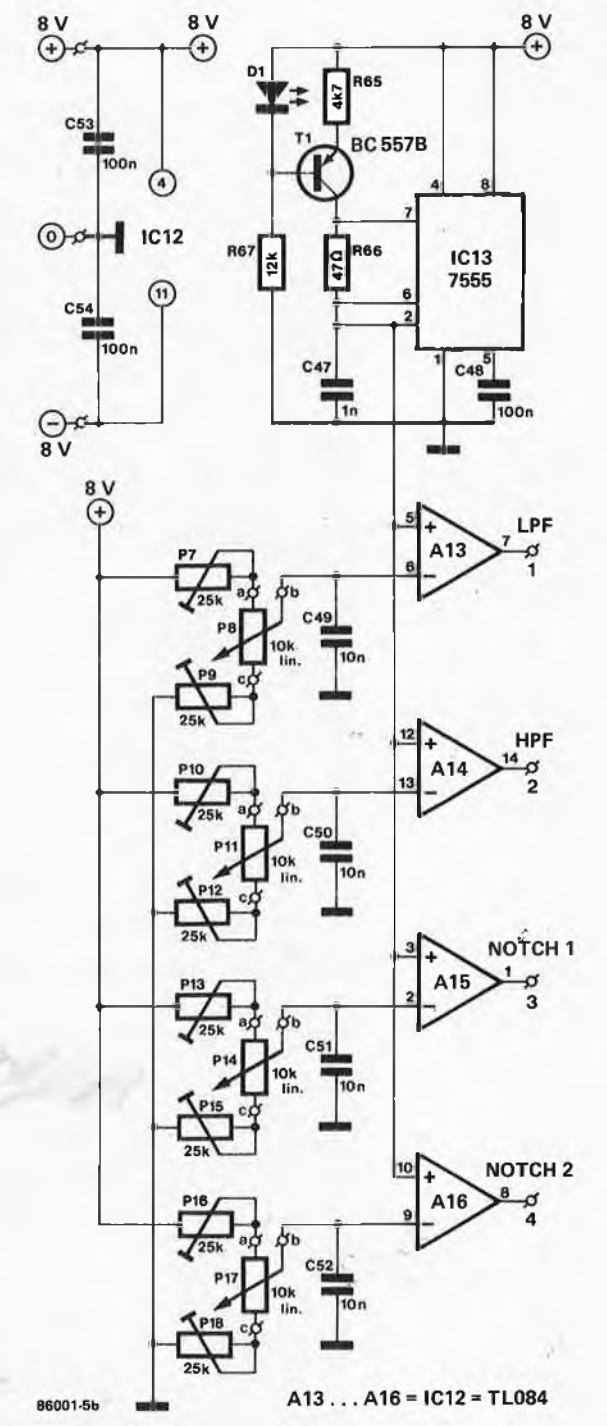 8 V
8 V
8 V
+
+
+
C53
100n
4
0
IC12
11
C54
100n
−
8 V
D1
R65
4k7
T1
BC 557B
4
8
7
IC13
7555
R67
12k
R66
47Ω
6
2
1
5
C47
1n
C48
100n
8 V
+
P7
25k
a
b
P8
10k
lin.
P9
c
25k
C49
10n
5
+
A13
6
−
7
LPF
1
P10
25k
a
b
P11
10k
lin.
P12
c
25k
C50
10n
12
+
A14
13
−
14
HPF
2
P13
25k
a
b
P14
10k
lin.
P15
c
25k
C51
10n
3
+
A15
2
−
1
NOTCH 1
3
P16
25k
a
b
P17
10k
lin.
P18
c
25k
C52
10n
10
+
A16
9
−
8
NOTCH 2
4
86001-5b
A13 . . . A16 = IC12 = TL084